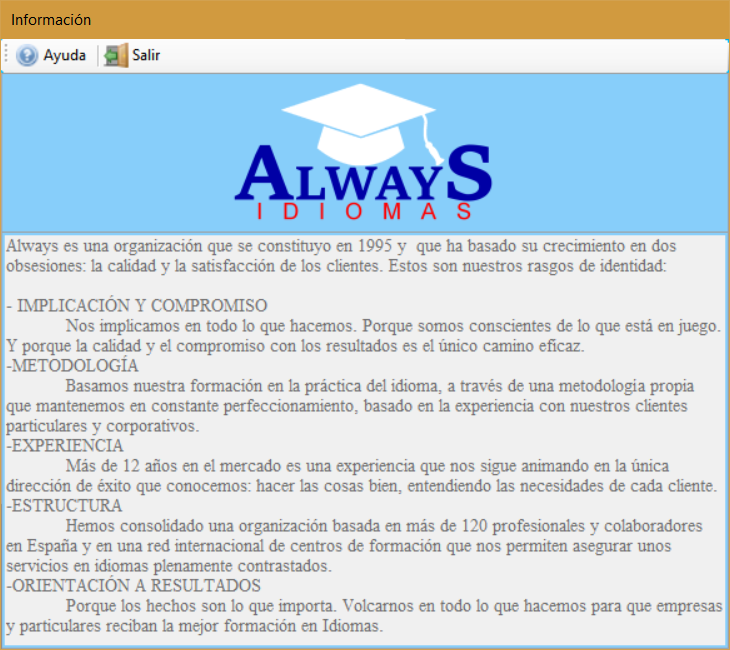 Información
Ayuda Salir
ALWAYS
IDIOMAS
Always es una organización que se constituyo en 1995 y  que ha basado su crecimiento en dos
obsesiones: la calidad y la satisfacción de los clientes. Estos son nuestros rasgos de identidad:
- IMPLICACIÓN Y COMPROMISO
Nos implicamos en todo lo que hacemos. Porque somos conscientes de lo que está en juego.
Y porque la calidad y el compromiso con los resultados es el único camino eficaz.
-METODOLOGÍA
Basamos nuestra formación en la práctica del idioma, a través de una metodología propia
que mantenemos en constante perfeccionamiento, basado en la experiencia con nuestros clientes
particulares y corporativos.
-EXPERIENCIA
Más de 12 años en el mercado es una experiencia que nos sigue animando en la única
dirección de éxito que conocemos: hacer las cosas bien, entendiendo las necesidades de cada cliente.
-ESTRUCTURA
Hemos consolidado una organización basada en más de 120 profesionales y colaboradores
en España y en una red internacional de centros de formación que nos permiten asegurar unos
servicios en idiomas plenamente contrastados.
-ORIENTACIÓN A RESULTADOS
Porque los hechos son lo que importa. Volcarnos en todo lo que hacemos para que empresas
y particulares reciban la mejor formación en Idiomas.